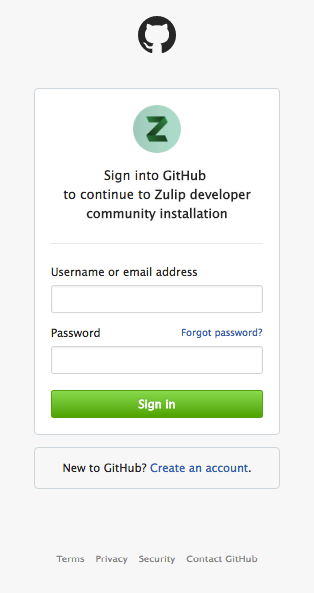 Sign into GitHub
to continue to Zulip developer
community installation
Username or email address
Password Forgot password?
Sign in
New to GitHub? Create an account.
Terms Privacy Security Contact GitHub